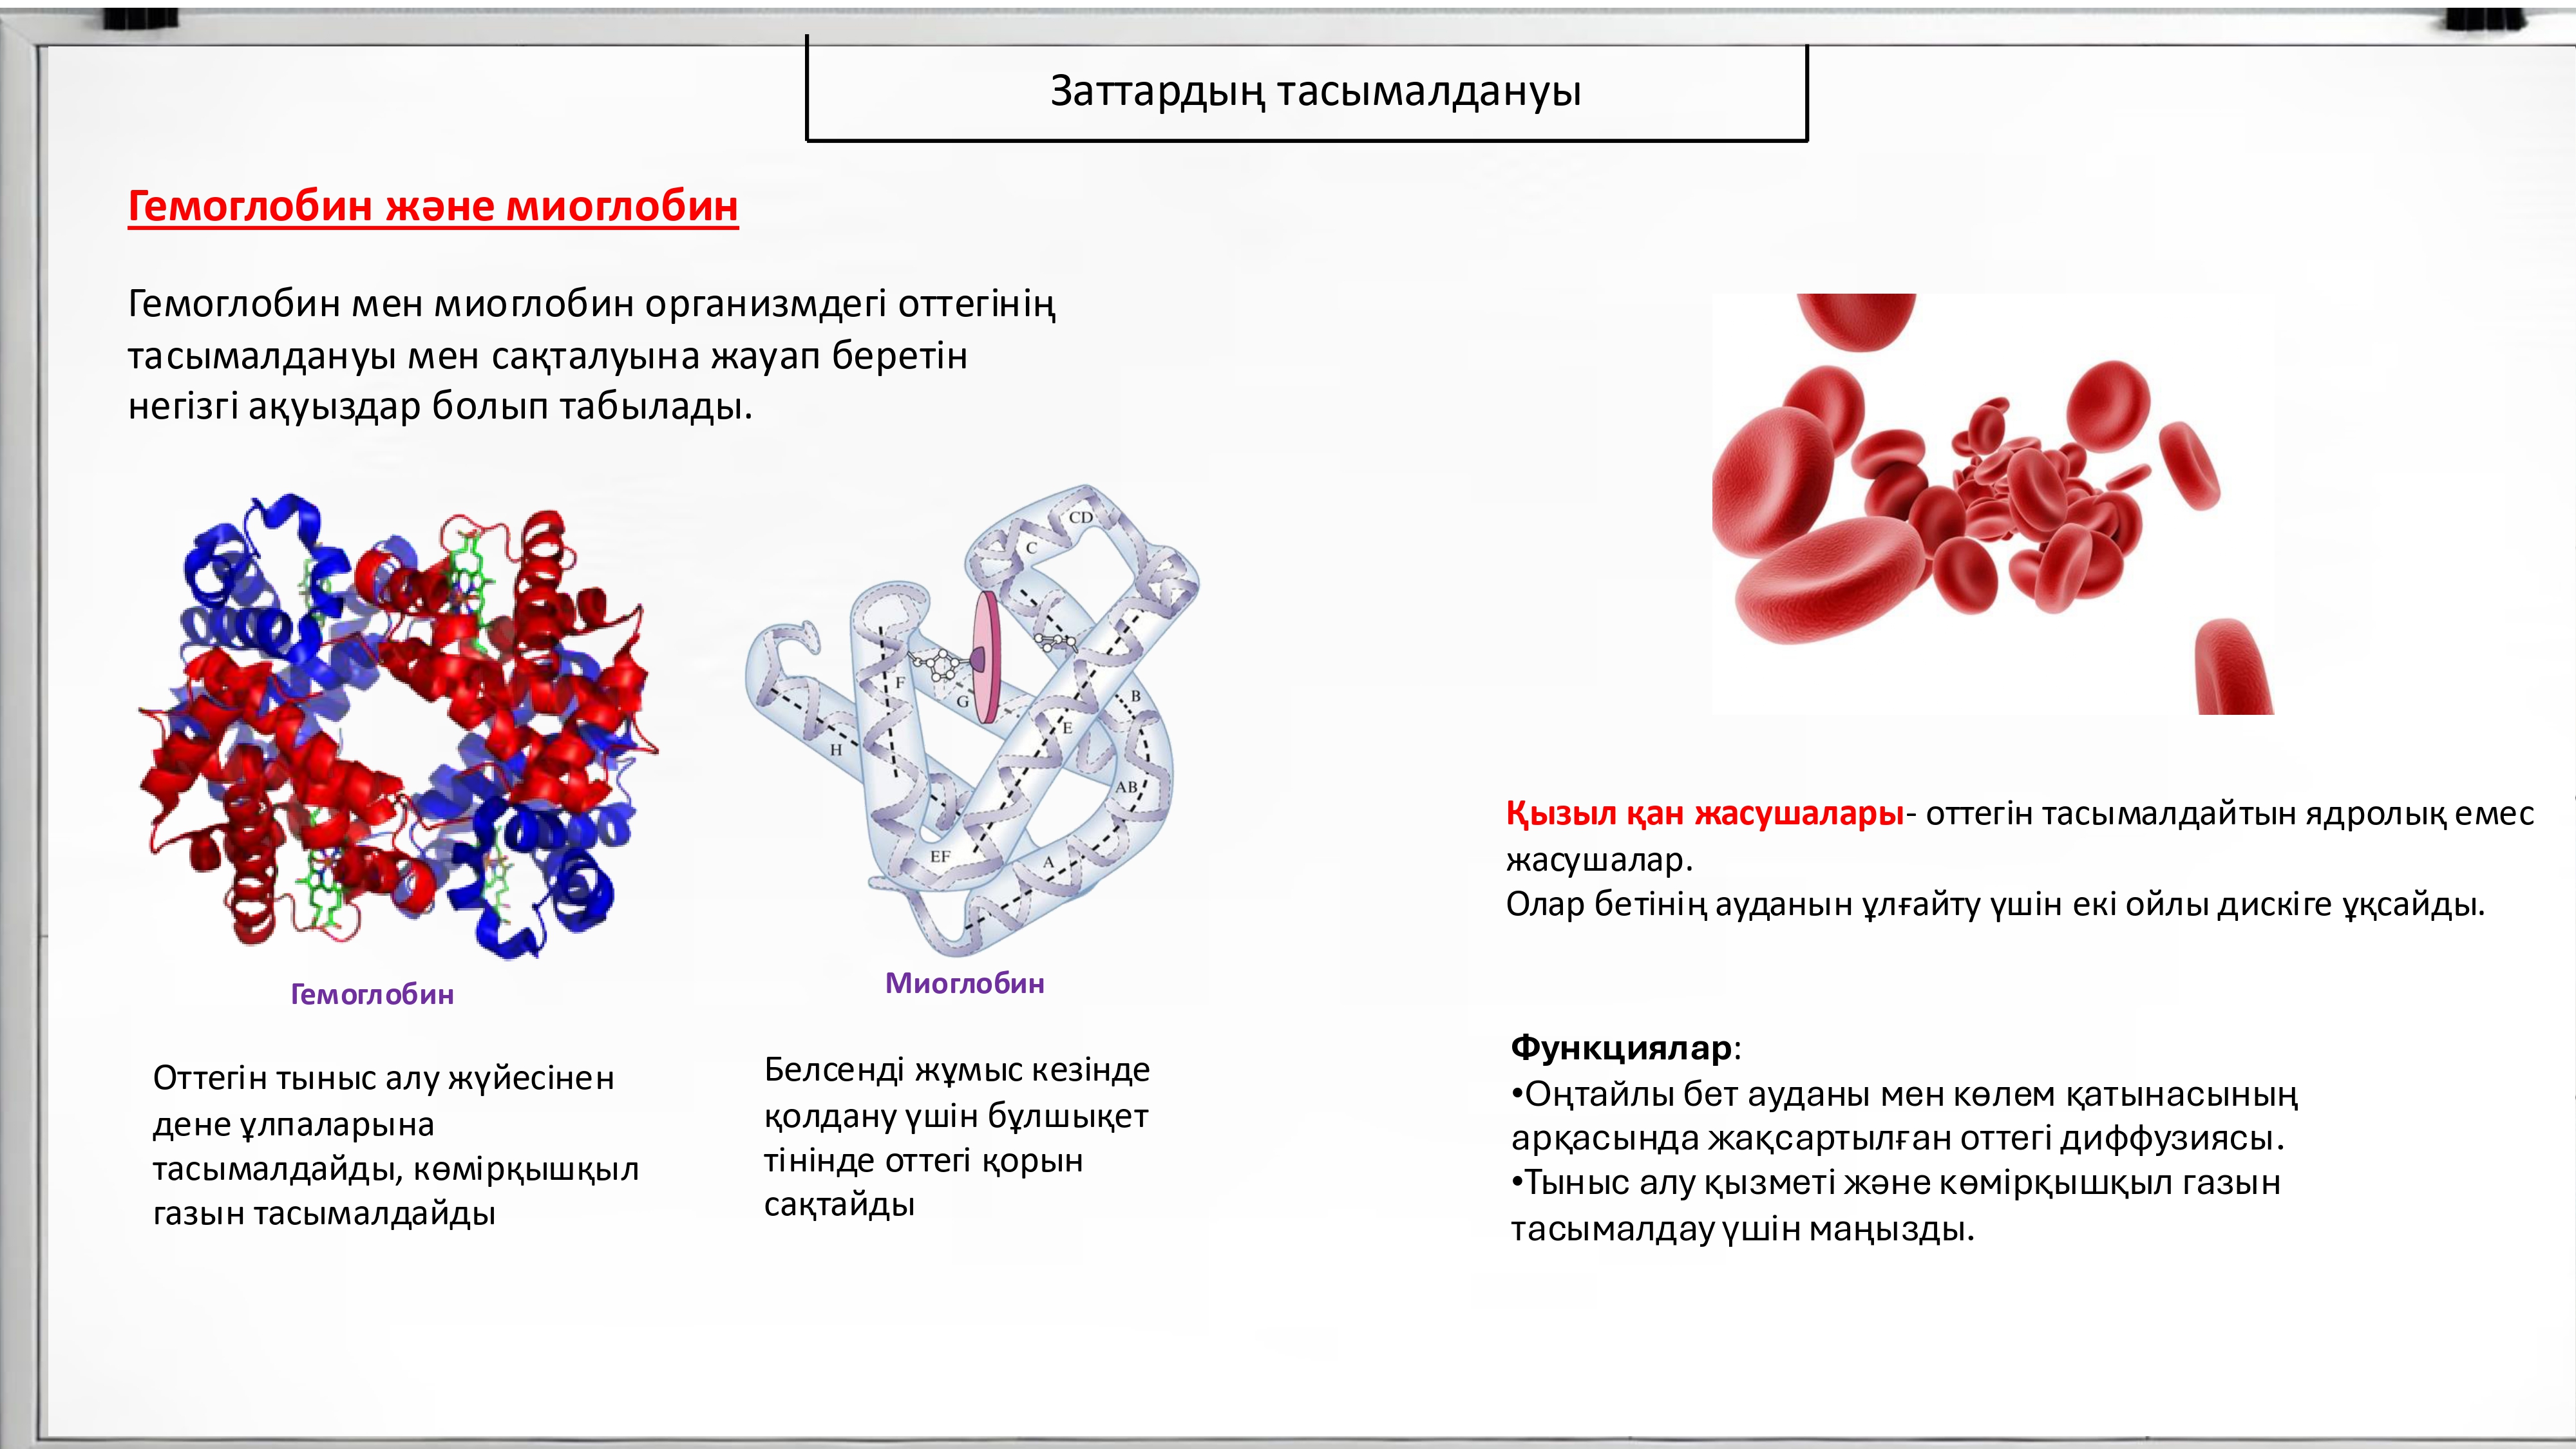 Заттардың тасымалдануы
Гемоглобин және миоглобин
Гемоглобин мен миоглобин организмдегі оттегінің
тасымалдануы мен сақталуына жауап беретін
негізгі ақуыздар болып табылады.
CD
C
F
G
B
E
H
AB
EF
A
Гемоглобин
Миоглобин
Оттегін тыныс алу жүйесінен
дене ұлпаларына
тасымалдайды, көмірқышқыл
газын тасымалдайды
Белсенді жұмыс кезінде
қолдану үшін бұлшықет
тінінде оттегі қорын
сақтайды
Қызыл қан жасушалары- оттегін тасымалдайтын ядролық емес
жасушалар.
Олар бетінің ауданын ұлғайту үшін екі ойлы дискіге ұқсайды.
Функциялар:
•Оңтайлы бет ауданы мен көлем қатынасының
арқасында жақсартылған оттегі диффузиясы.
•Тыныс алу қызметі және көмірқышқыл газын
тасымалдау үшін маңызды.